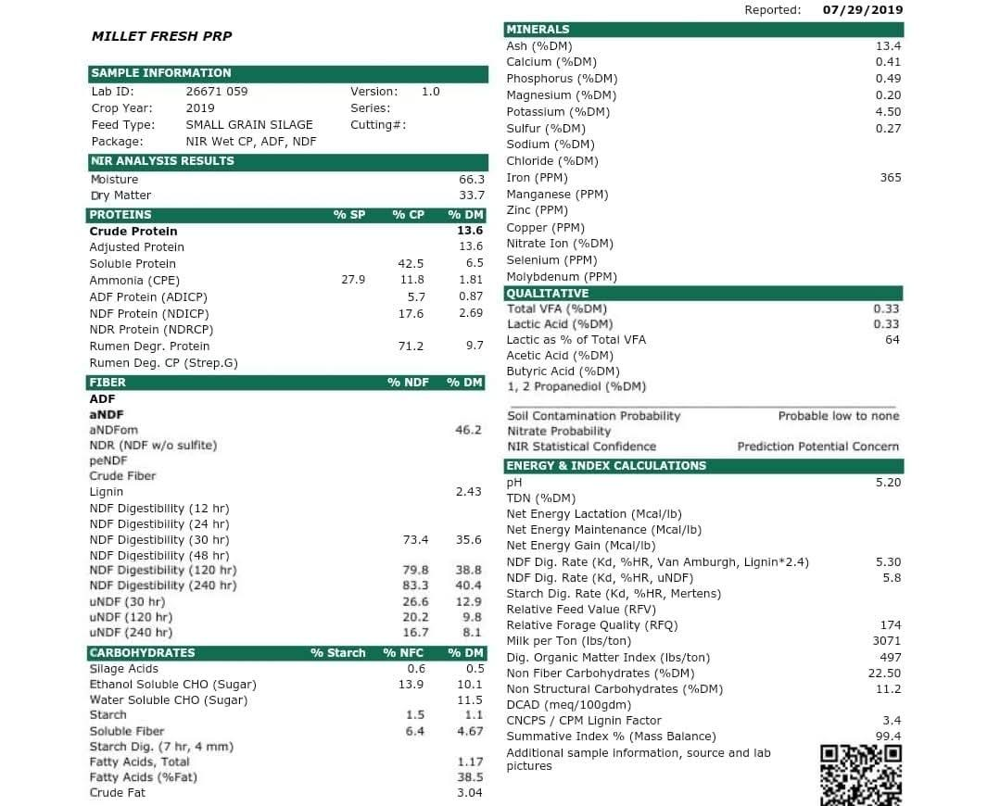 Reported: 07/29/2019
MILLET FRESH PRP
SAMPLE INFORMATION
Lab ID: 26671 059 Version: 1.0
Crop Year: 2019 Series:
Feed Type: SMALL GRAIN SILAGE Cutting#:
Package: NIR Wet CP, ADF, NDF
NIR ANALYSIS RESULTS
Moisture 66.3
Dry Matter 33.7
PROTEINS % SP % CP % DM
Crude Protein 13.6
Adjusted Protein 13.6
Soluble Protein 42.5 6.5
Ammonia (CPE) 27.9 11.8 1.81
ADF Protein (ADICP) 5.7 0.87
NDF Protein (NDICP) 17.6 2.69
NDR Protein (NDRCP)
Rumen Degr. Protein 71.2 9.7
Rumen Deg. CP (Strep.G)
FIBER % NDF % DM
ADF
aNDF
aNDFom 46.2
NDR (NDF w/o sulfite)
peNDF
Crude Fiber
Lignin 2.43
NDF Digestibility (12 hr)
NDF Digestibility (24 hr)
NDF Digestibility (30 hr) 73.4 35.6
NDF Digestibility (48 hr)
NDF Digestibility (120 hr) 79.8 38.8
NDF Digestibility (240 hr) 83.3 40.4
uNDF (30 hr) 26.6 12.9
uNDF (120 hr) 20.2 9.8
uNDF (240 hr) 16.7 8.1
CARBOHYDRATES % Starch % NFC % DM
Silage Acids 0.6 0.5
Ethanol Soluble CHO (Sugar) 13.9 10.1
Water Soluble CHO (Sugar) 11.5
Starch 1.5 1.1
Soluble Fiber 6.4 4.67
Starch Dig. (7 hr, 4 mm)
Fatty Acids, Total 1.17
Fatty Acids (%Fat) 38.5
Crude Fat 3.04
MINERALS
Ash (%DM) 13.4
Calcium (%DM) 0.41
Phosphorus (%DM) 0.49
Magnesium (%DM) 0.20
Potassium (%DM) 4.50
Sulfur (%DM) 0.27
Sodium (%DM)
Chloride (%DM)
Iron (PPM) 365
Manganese (PPM)
Zinc (PPM)
Copper (PPM)
Nitrate Ion (%DM)
Selenium (PPM)
Molybdenum (PPM)
QUALITATIVE
Total VFA (%DM) 0.33
Lactic Acid (%DM) 0.33
Lactic as % of Total VFA 64
Acetic Acid (%DM)
Butyric Acid (%DM)
1, 2 Propanediol (%DM)
Soil Contamination Probability Probable low to none
Nitrate Probability
NIR Statistical Confidence Prediction Potential Concern
ENERGY & INDEX CALCULATIONS
pH 5.20
TDN (%DM)
Net Energy Lactation (Mcal/lb)
Net Energy Maintenance (Mcal/lb)
Net Energy Gain (Mcal/lb)
NDF Dig. Rate (Kd, %HR, Van Amburgh, Lignin*2.4) 5.30
NDF Dig. Rate (Kd, %HR, uNDF) 5.8
Starch Dig. Rate (Kd, %HR, Mertens)
Relative Feed Value (RFV)
Relative Forage Quality (RFQ) 174
Milk per Ton (lbs/ton) 3071
Dig. Organic Matter Index (lbs/ton) 497
Non Fiber Carbohydrates (%DM) 22.50
Non Structural Carbohydrates (%DM) 11.2
DCAD (meq/100gdm)
CNCPS / CPM Lignin Factor 3.4
Summative Index % (Mass Balance) 99.4
Additional sample information, source and lab
pictures